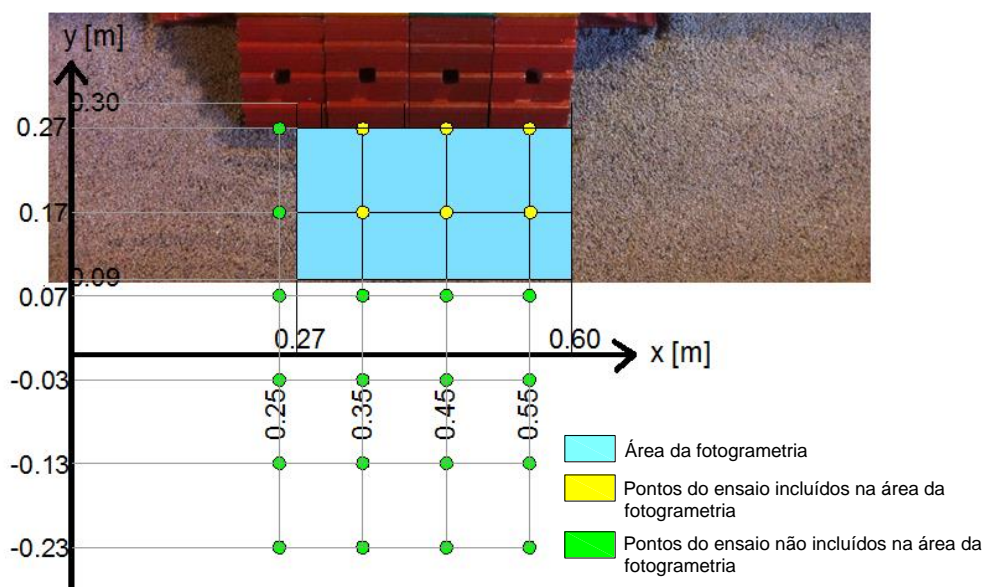 y [m]
0.30
0.27
0.17
0.09
0.07
0.27
0.60
x [m]
-0.03
0.25
0.35
0.45
0.55
-0.13
-0.23
Área da fotogrametria
Pontos do ensaio incluídos na área da
fotogrametria
Pontos do ensaio não incluídos na área da
fotogrametria